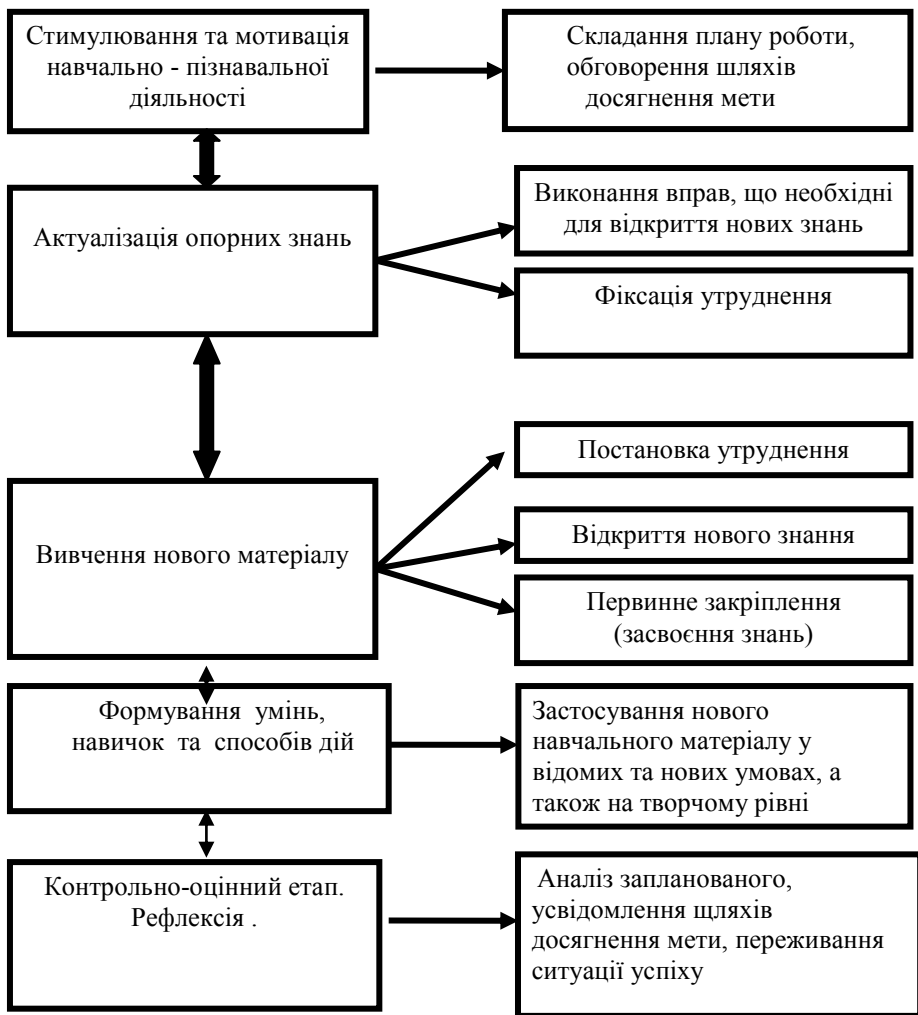 Стимулювання та мотивація
навчально - пізнавальної
діяльності
Складання плану роботи,
обговорення шляхів
досягнення мети
Актуалізація опорних знань
Виконання вправ, що необхідні
для відкриття нових знань
Фіксація утруднення
Вивчення нового матеріалу
Постановка утруднення
Відкриття нового знання
Первинне закріплення
(засвоєння знань)
Формування умінь,
навичок та способів дій
Застосування нового
навчального матеріалу у
відомих та нових умовах, а
також на творчому рівні
Контрольно-оцінний етап.
Рефлексія .
Аналіз запланованого,
усвідомлення щляхів
досягнення мети, переживання
ситуації успіху